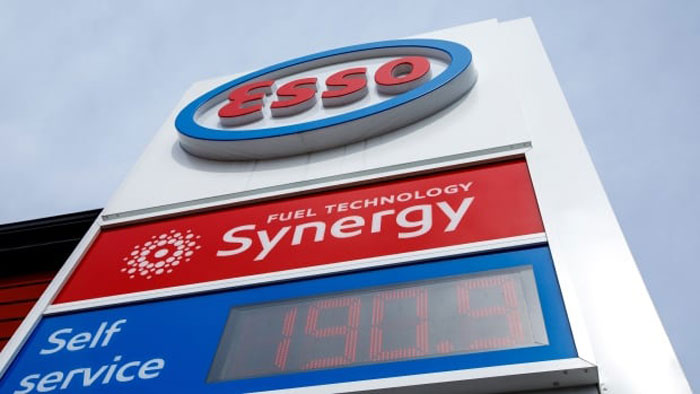 Esso
FUEL TECHNOLOGY
Synergy
Self
service
190.9